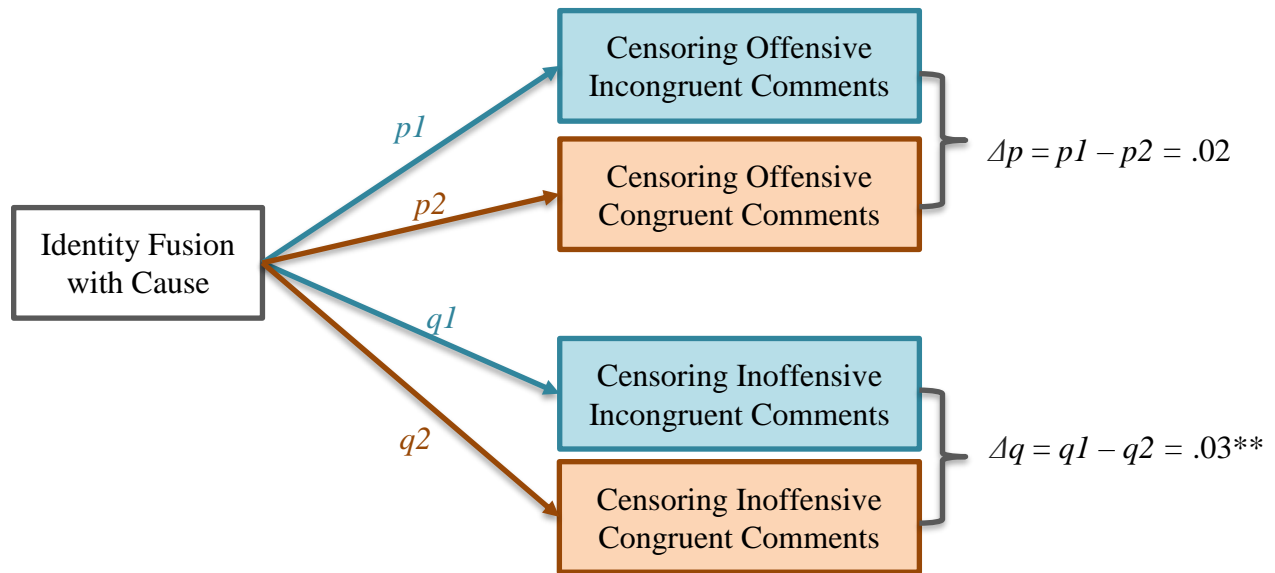 Censoring Offensive
Incongruent Comments
p1
Δp = p1 – p2 = .02
Censoring Offensive
Congruent Comments
p2
Identity Fusion
with Cause
q1
Censoring Inoffensive
Incongruent Comments
q2
Δq = q1 – q2 = .03**
Censoring Inoffensive
Congruent Comments